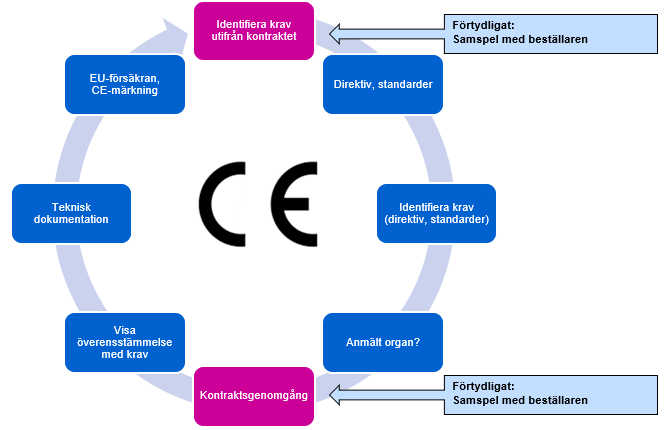 Identifiera krav
utifrån kontraktet
Förtydligat:
Samspel med beställaren
Direktiv, standarder
Identifiera krav
(direktiv, standarder)
Anmält organ?
Förtydligat:
Samspel med beställaren
Kontraktsgenomgång
Visa
överensstämmelse
med krav
Teknisk
dokumentation
EU-försäkran,
CE-märkning
CE